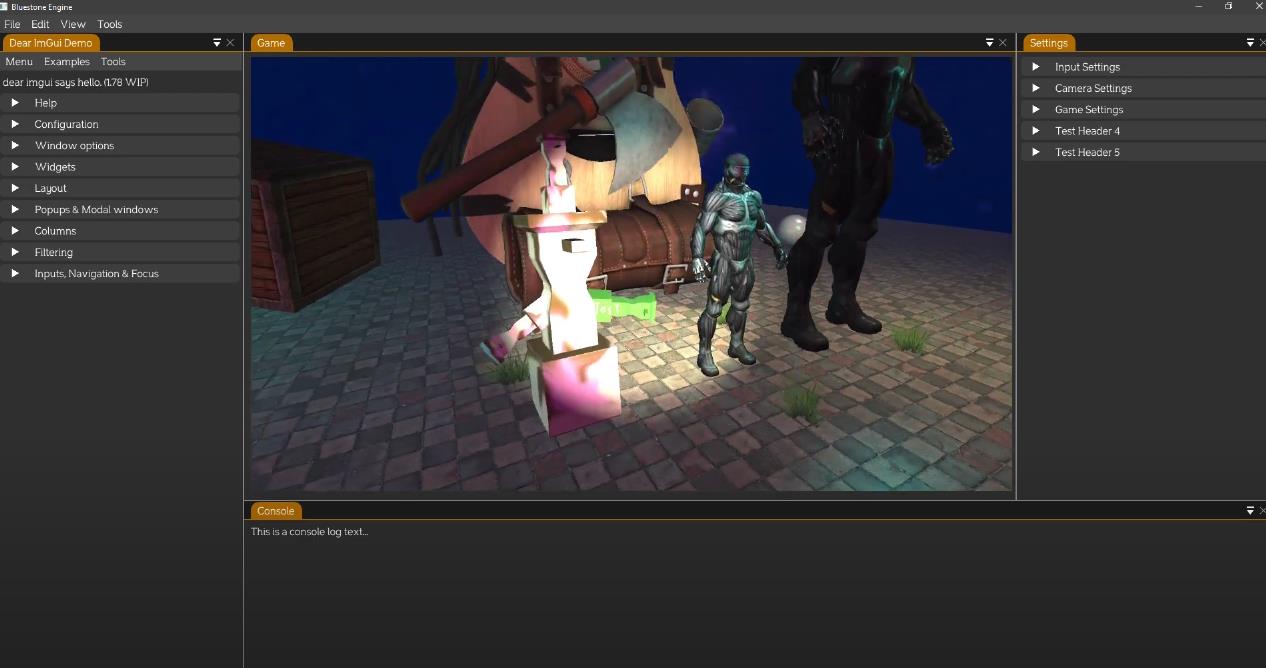 Bluestone Engine
File Edit View Tools
Dear ImGui Demo
Menu Examples Tools
dear imgui says hello. (1.78 WIP)
Help
Configuration
Window options
Widgets
Layout
Popups & Modal windows
Columns
Filtering
Inputs, Navigation & Focus
Game
Test
Console
This is a console log text...
Settings
Input Settings
Camera Settings
Game Settings
Test Header 4
Test Header 5